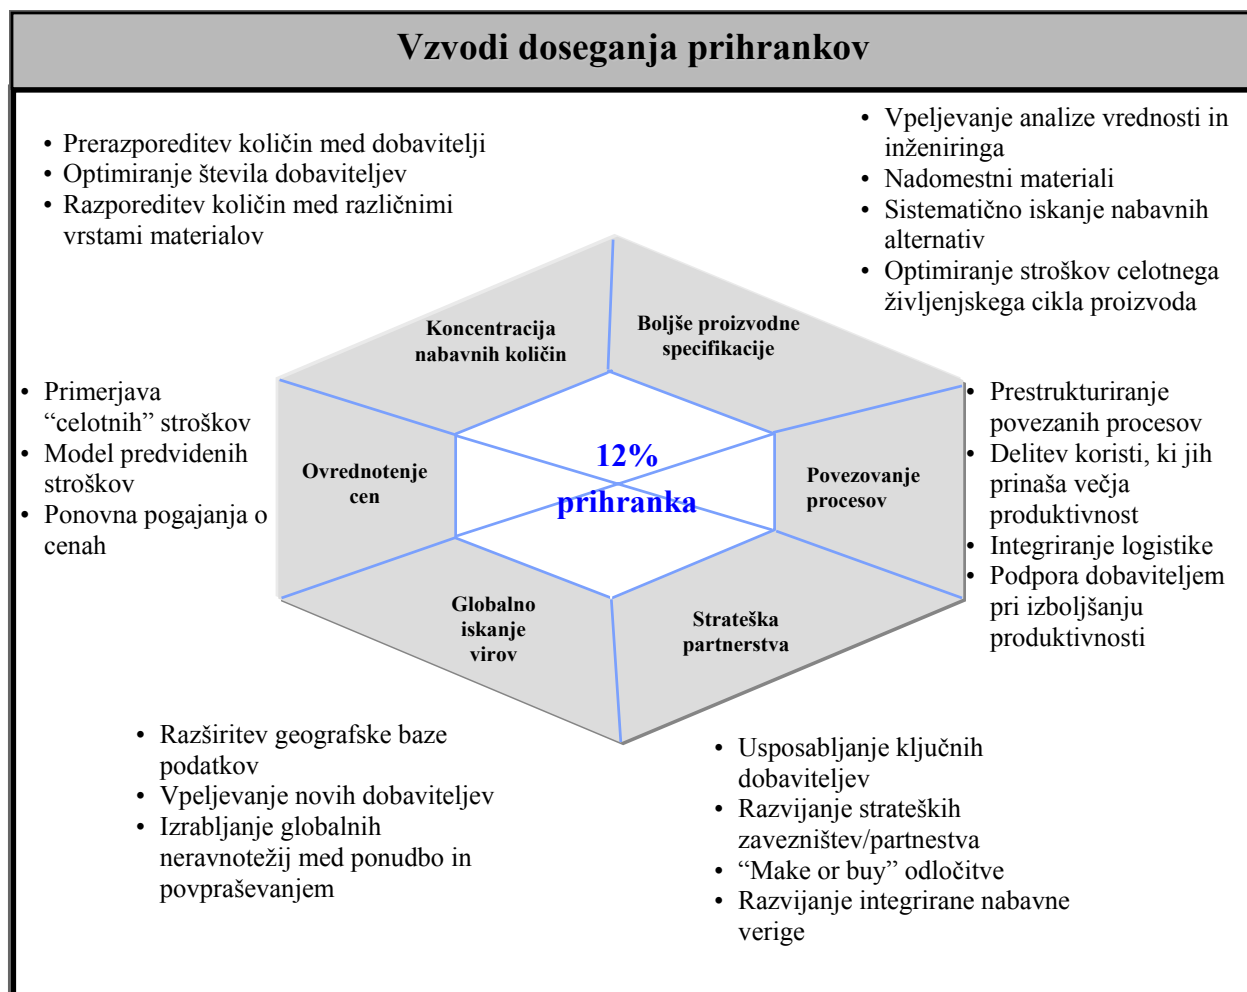 Vzvodi doseganja prihrankov
• Prerazporeditev količin med dobavitelji
• Optimiranje števila dobaviteljev
• Razporeditev količin med različnimi
vrstami materialov
• Vpeljevanje analize vrednosti in
inženiringa
• Nadomestni materiali
• Sistematično iskanje nabavnih
alternativ
• Optimiranje stroškov celotnega
življenjskega cikla proizvoda
Koncentracija
nabavnih količin
Boljše proizvodne
specifikacije
• Primerjava
“celotnih” stroškov
• Model predvidenih
stroškov
• Ponovna pogajanja o
cenah
Ovrednotenje
cen
12%
prihranka
Povezovanje
procesov
• Prestrukturiranje
povezanih procesov
• Delitev koristi, ki jih
prinaša večja
produktivnost
• Integriranje logistike
• Podpora dobaviteljem
pri izboljšanju
produktivnosti
Globalno
iskanje
virov
Strateška
partnerstva
• Razširitev geografske baze
podatkov
• Vpeljevanje novih dobaviteljev
• Izrabljanje globalnih
neravnotežij med ponudbo in
povpraševanjem
• Usposabljanje ključnih
dobaviteljev
• Razvijanje strateških
zavezništev/partnestva
• “Make or buy” odločitve
• Razvijanje integrirane nabavne
verige